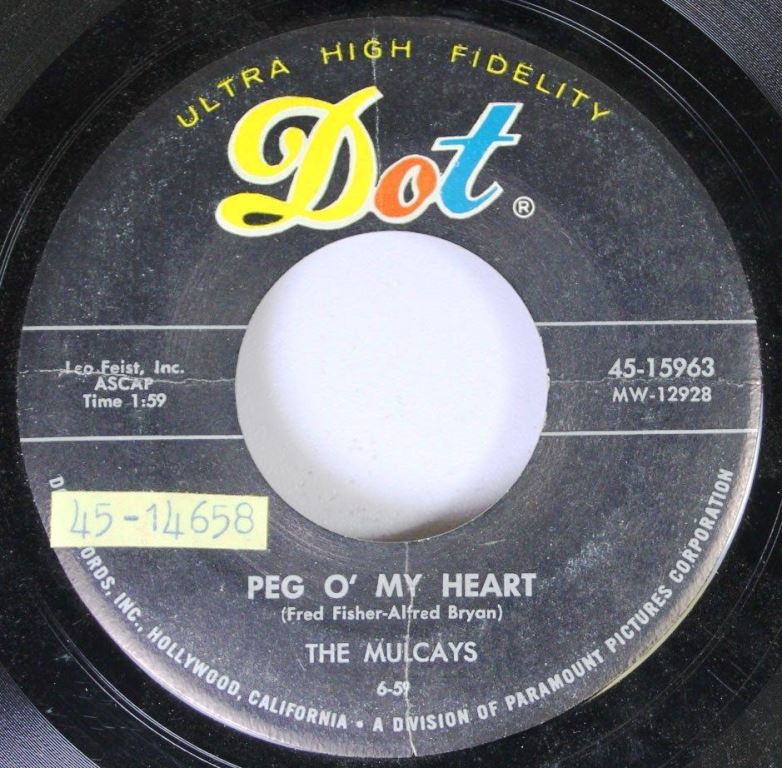 ULTRA HIGH FIDELITY
Dot ®
Leo Feist, Inc.
ASCAP
Time 1:59
45-15963
MW-12928
45-14658
PEG O' MY HEART
(Fred Fisher-Alfred Bryan)
THE MULCAYS
6-59
INC., HOLLYWOOD, CALIFORNIA • A DIVISION OF PARAMOUNT PICTURES CORPORATION